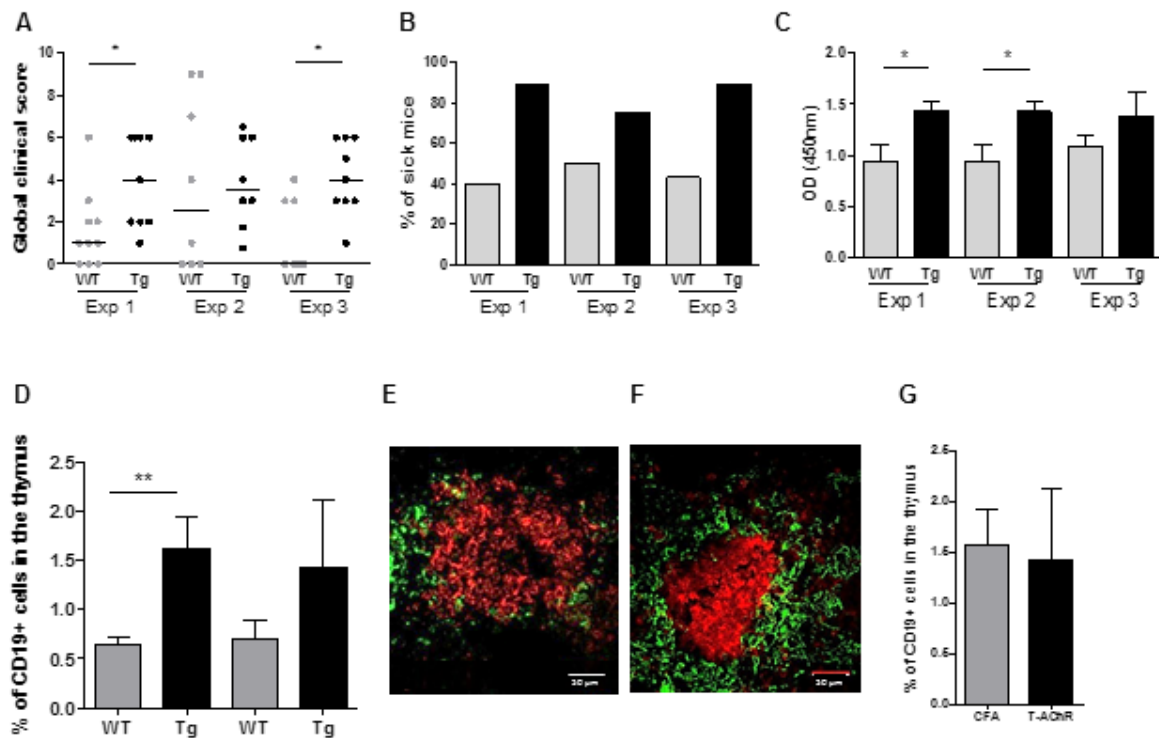 A
Global clinical score
10
8
6
4
2
0
*
*
WT Tg WT Tg WT Tg
Exp 1 Exp 2 Exp 3
B
% of sick mice
100
80
60
40
20
0
WT Tg WT Tg WT Tg
Exp 1 Exp 2 Exp 3
C
OD (450nm)
2.0
1.5
1.0
0.5
0.0
*
*
WT Tg WT Tg WT Tg
Exp 1 Exp 2 Exp 3
D
% of CD19+ cells in the thymus
2.5
2.0
1.5
1.0
0.5
0.0
**
WT Tg WT Tg
E
F
G
% of CD19+ cells in the thymus
2.5
2.0
1.5
1.0
0.5
0.0
CFA T-AChR